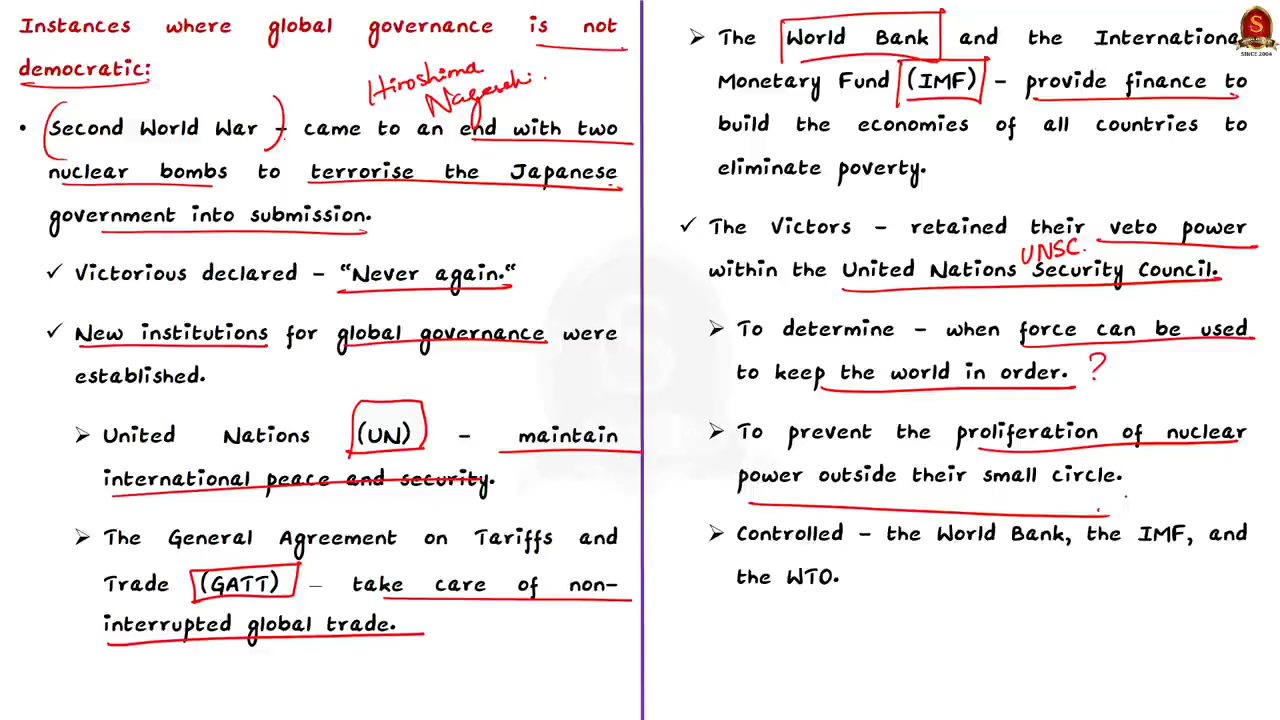 Instances where global governance is not
democratic:
Hiroshima
Nagasaki.
• (Second World War) – came to an end with two
nuclear bombs to terrorise the Japanese
government into submission.
✓ Victorious declared – "Never again."
✓ New institutions for global governance were
established.
➢ United Nations (UN) – maintain
international peace and security.
➢ The General Agreement on Tariffs and
Trade (GATT) – take care of non-
interrupted global trade.
➢ The World Bank and the International
Monetary Fund (IMF) – provide finance to
build the economies of all countries to
eliminate poverty.
✓ The Victors – retained their veto power
UNSC.
within the United Nations Security Council.
➢ To determine – when force can be used
to keep the world in order. ?
➢ To prevent the proliferation of nuclear
power outside their small circle.
➢ Controlled – the World Bank, the IMF, and
the WTO.
S
SINCE 2004